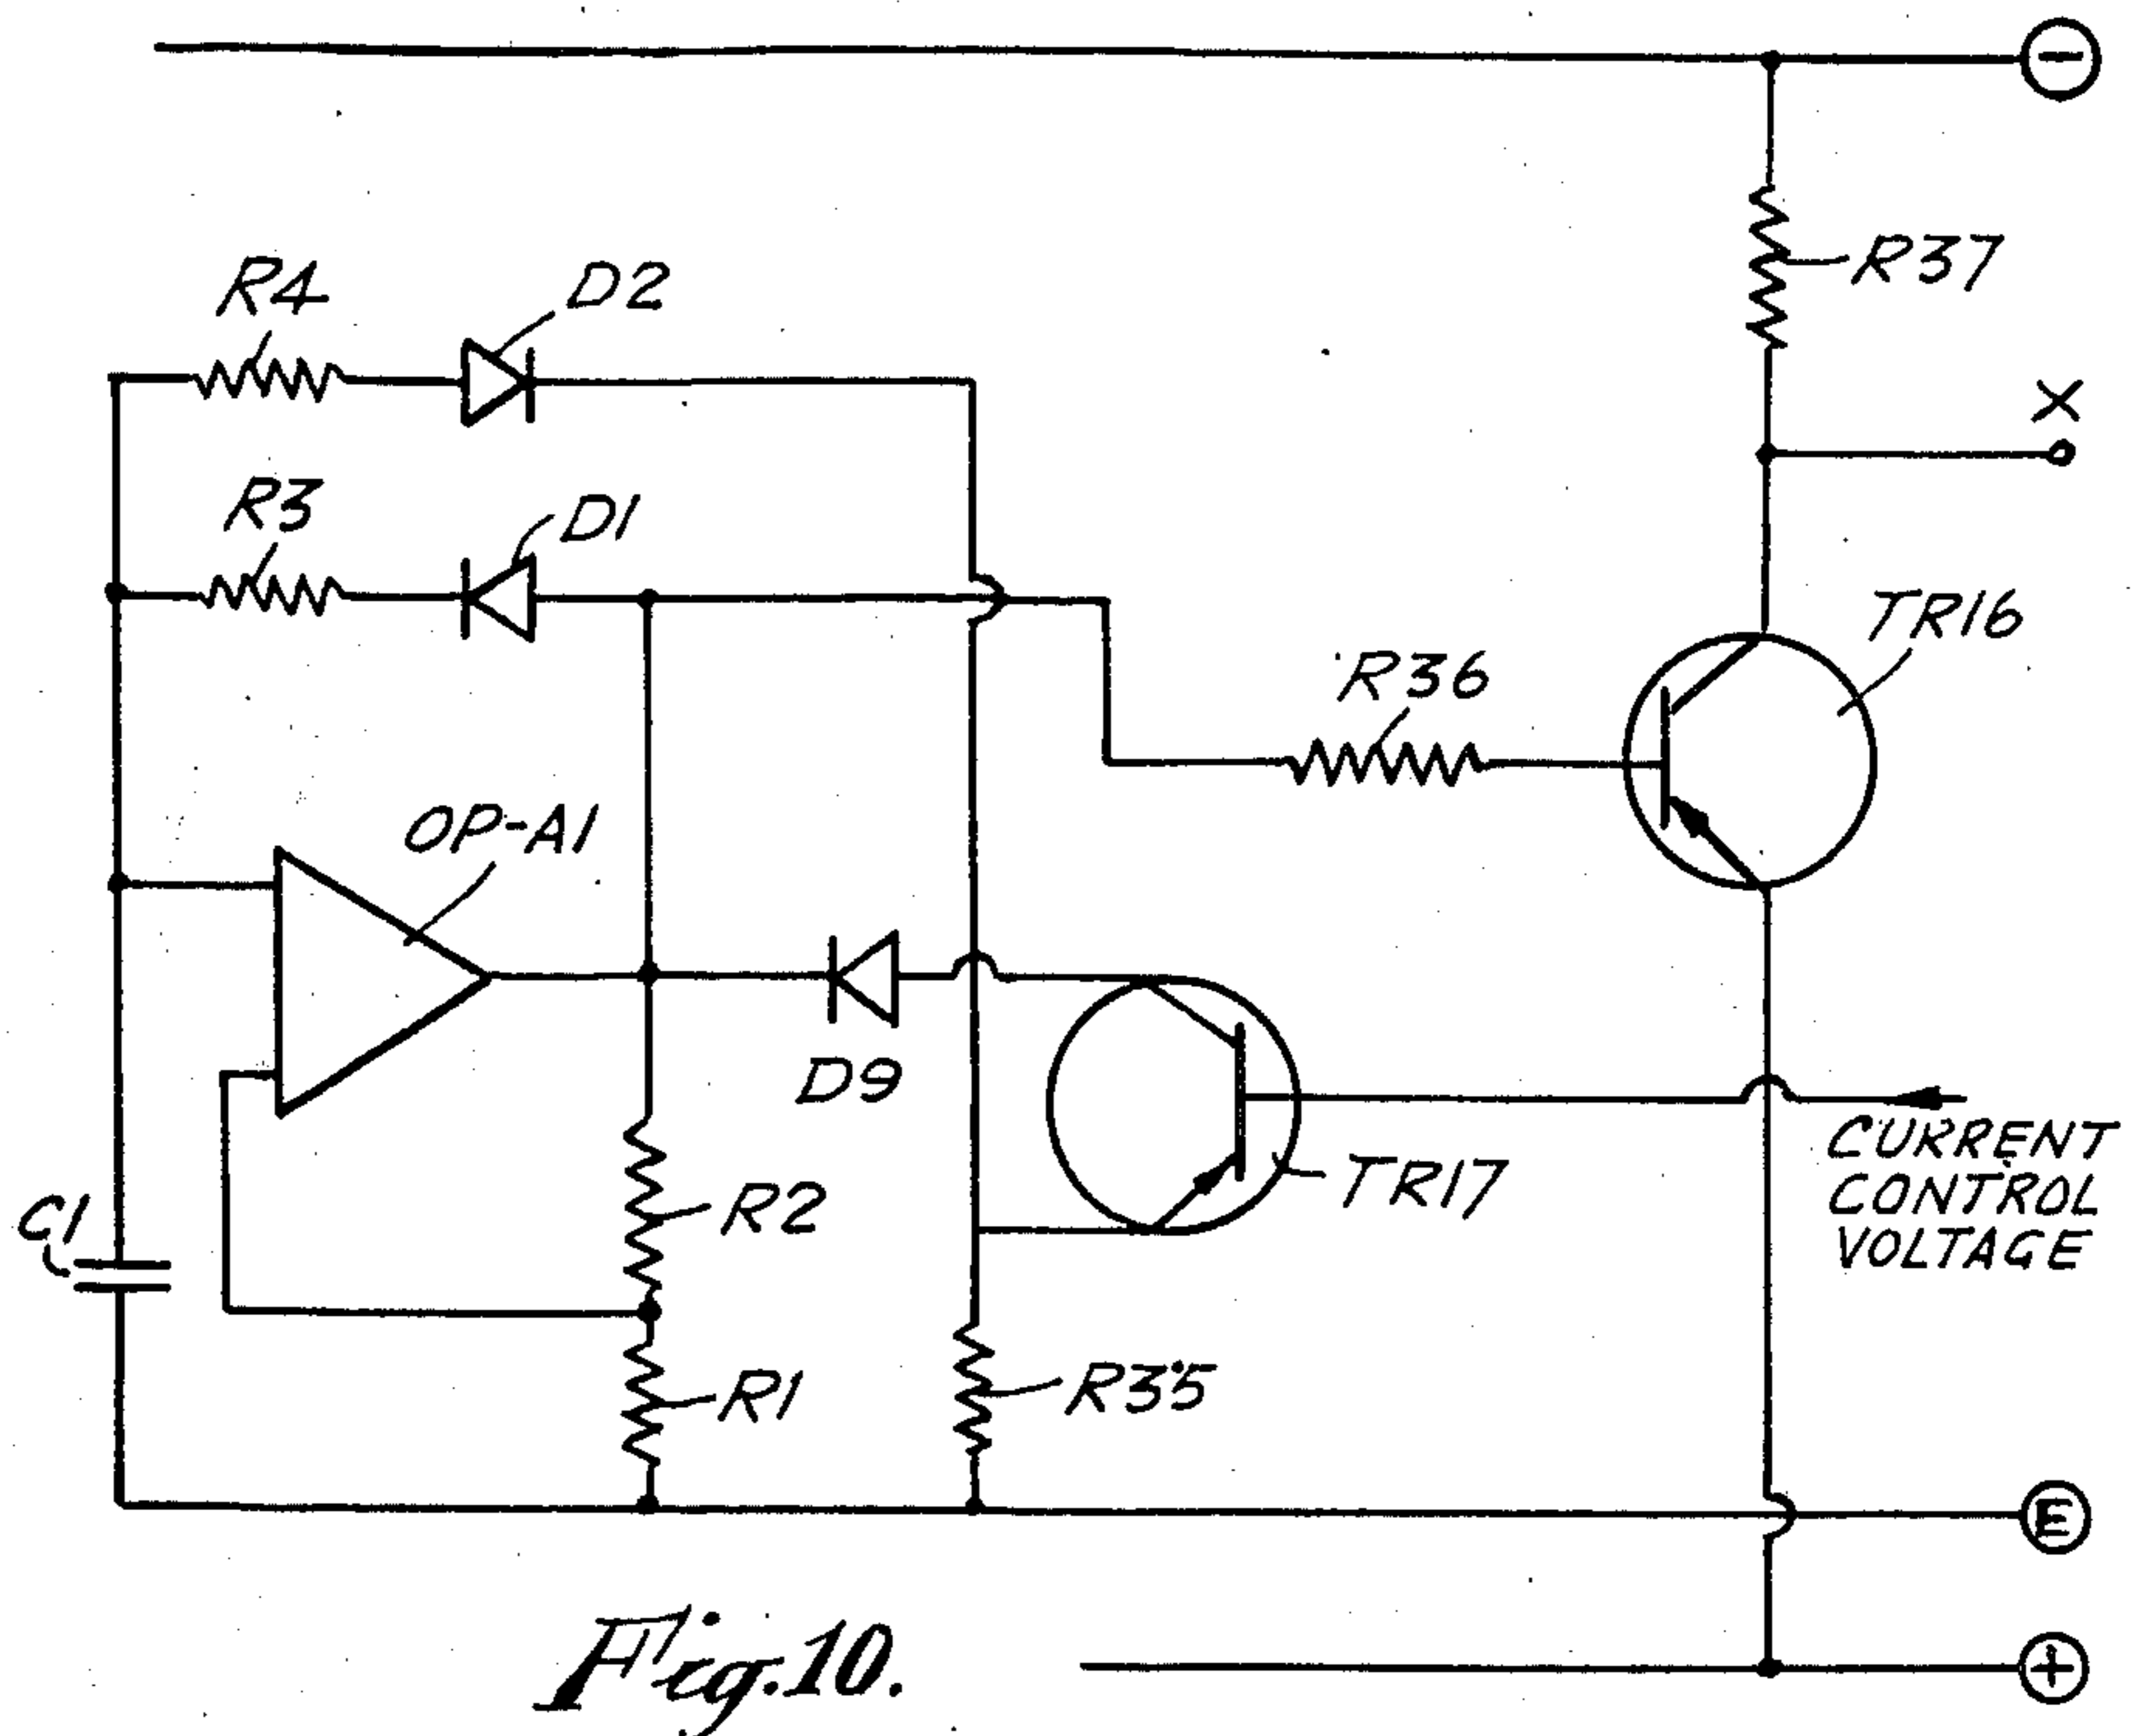 −
R37
R4
D2
X
R3
D1
TR16
R36
OP-A1
D9
CURRENT
CONTROL
VOLTAGE
TR17
C1
R2
R1
R35
E
+
Fig. 10.